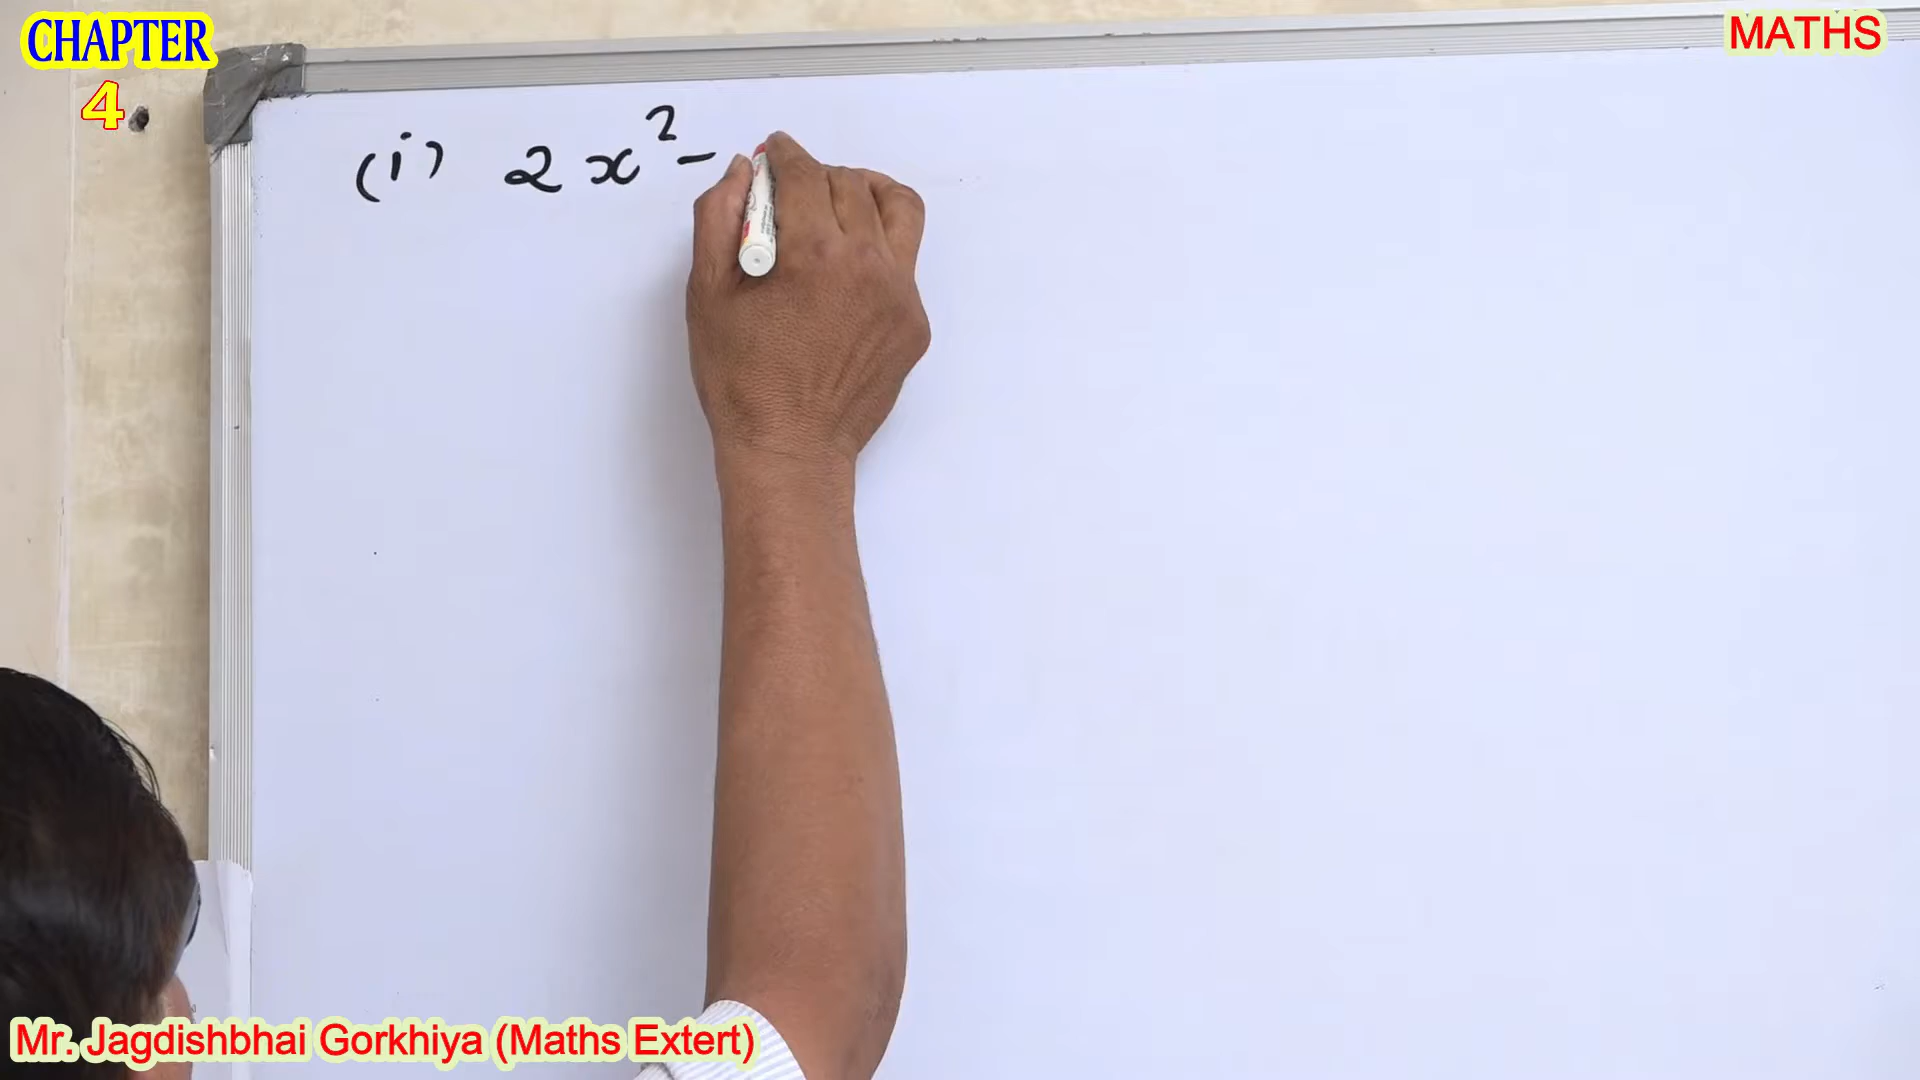 CHAPTER
4
MATHS
(i) 2x² -
Mr. Jagdishbhai Gorkhiya (Maths Extert)